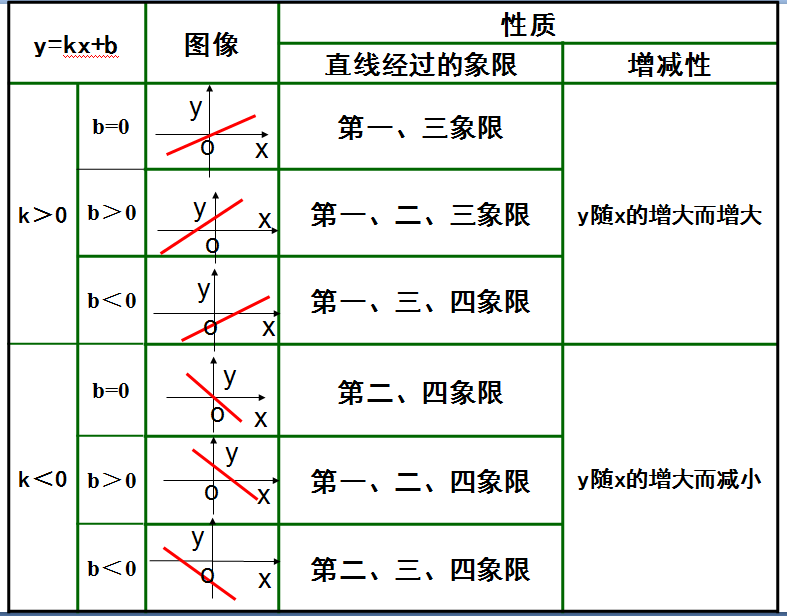 y=kx+b
图像
性质
直线经过的象限
增减性
k＞0
b=0
y
o
x
第一、三象限
y随x的增大而增大
b＞0
y
x
o
第一、二、三象限
b＜0
y
o
x
第一、三、四象限
k＜0
b=0
y
o
x
第二、四象限
y随x的增大而减小
b＞0
y
o
x
第一、二、四象限
b＜0
y
o
x
第二、三、四象限